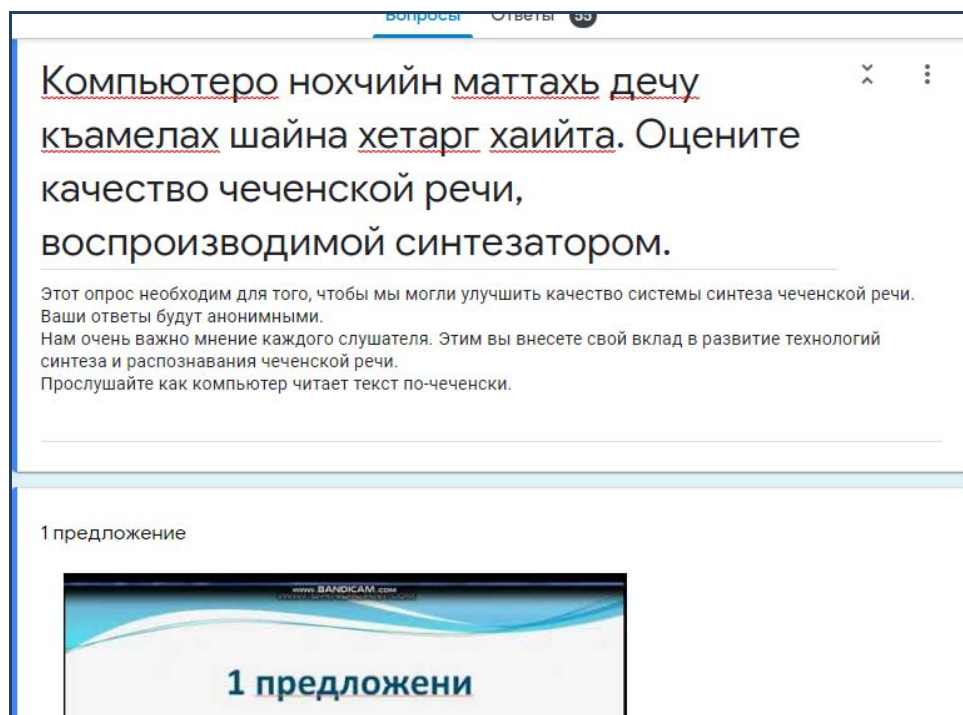 Вопросы Ответы 55
Компьютеро нохчийн маттахь дечу
къамелах шайна хетарг хаийта. Оцените
качество чеченской речи,
воспроизводимой синтезатором.
Этот опрос необходим для того, чтобы мы могли улучшить качество системы синтеза чеченской речи.
Ваши ответы будут анонимными.
Нам очень важно мнение каждого слушателя. Этим вы внесете свой вклад в развитие технологий
синтеза и распознавания чеченской речи.
Прослушайте как компьютер читает текст по-чеченски.
1 предложение
www.BANDICAM.com
1 предложени